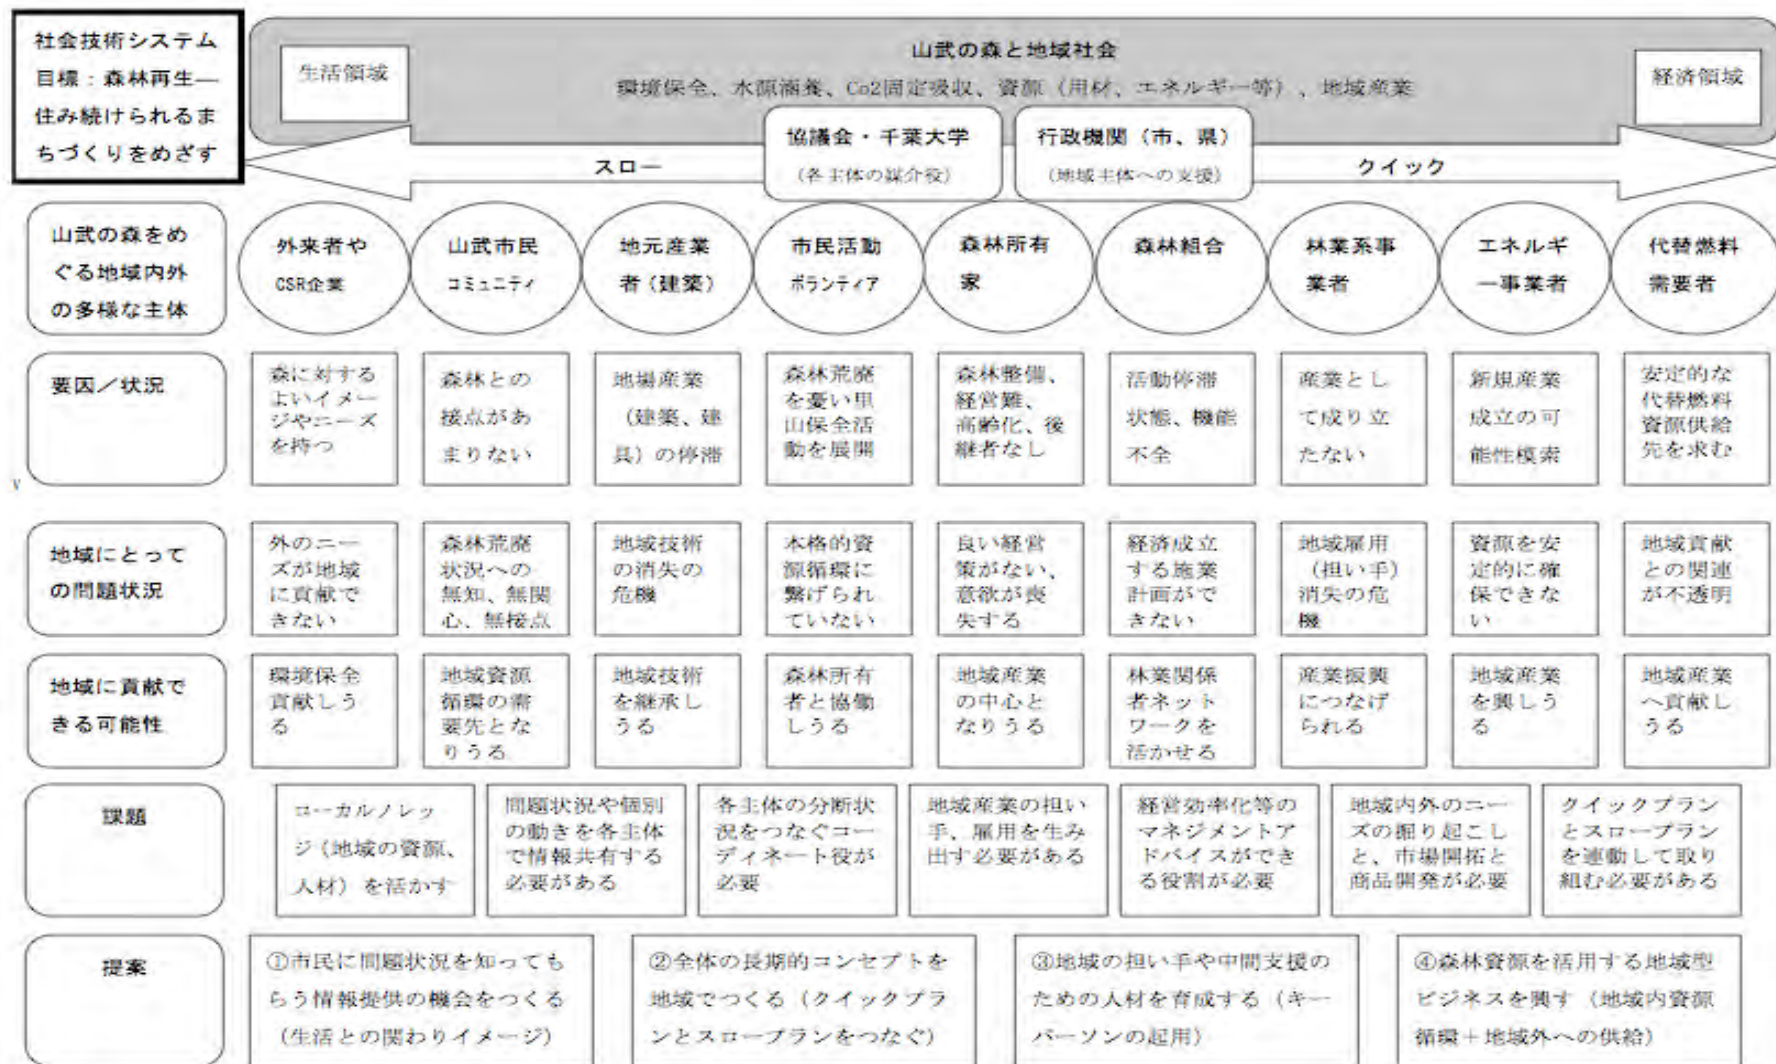 社会技術システム
目標：森林再生―
住み続けられるま
ちづくりをめざす
生活領域
山武の森と地域社会
環境保全、水源涵養、Co2固定吸収、資源（用材、エネルギー等）、地域産業
経済領域
スロー
協議会・千葉大学
（各主体の媒介役）
行政機関（市、県）
（地域主体への支援）
クイック
山武の森をめ
ぐる地域内外
の多様な主体
外来者や
CSR企業
山武市民
コミュニティ
地元産業
者（建築）
市民活動
ボランティア
森林所有
家
森林組合
林業系事
業者
エネルギ
ー事業者
代替燃料
需要者
要因／状況
森に対する
よいイメー
ジやニーズ
を持つ
森林との
接点があ
まりない
地場産業
（建築、建
具）の停滞
森林荒廃
を憂い里
山保全活
動を展開
森林整備、
経営難、
高齢化、後
継者なし
活動停滞
状態、機能
不全
産業とし
て成り立
たない
新規産業
成立の可
能性模索
安定的な
代替燃料
資源供給
先を求む
v
地域にとって
の問題状況
外のニー
ズが地域
に貢献で
きない
森林荒廃
状況への
無知、無関
心、無接点
地域技術
の消失の
危機
本格的資
源循環に
繋げられ
ていない
良い経営
策がない、
意欲が喪
失する
経済成立
する施業
計画がで
きない
地域雇用
（担い手）
消失の危
機
資源を安
定的に確
保できな
い
地域貢献
との関連
が不透明
地域に貢献で
きる可能性
環境保全
貢献しう
る
地域資源
循環の需
要先とな
りうる
地域技術
を継承し
うる
森林所有
者と協働
しうる
地域産業
の中心と
なりうる
林業関係
者ネット
ワークを
活かせる
産業振興
につなげ
られる
地域産業
を興しう
る
地域産業
へ貢献し
うる
課題
ローカルノレッ
ジ（地域の資源、
人材）を活かす
問題状況や個別
の動きを各主体
で情報共有する
必要がある
各主体の分断状
況をつなぐコー
ディネート役が
必要
地域産業の担い
手、雇用を生み
出す必要がある
経営効率化等の
マネジメントア
ドバイスができ
る役割が必要
地域内外のニー
ズの掘り起こし
と、市場開拓と
商品開発が必要
クイックプラン
とスロープラン
を連動して取り
組む必要がある
提案
①市民に問題状況を知っても
らう情報提供の機会をつくる
（生活との関わりイメージ）
②全体の長期的コンセプトを
地域でつくる（クイックプラ
ンとスロープランをつなぐ）
③地域の担い手や中間支援の
ための人材を育成する（キー
パーソンの起用）
④森林資源を活用する地域型
ビジネスを興す（地域内資源
循環＋地域外への供給）